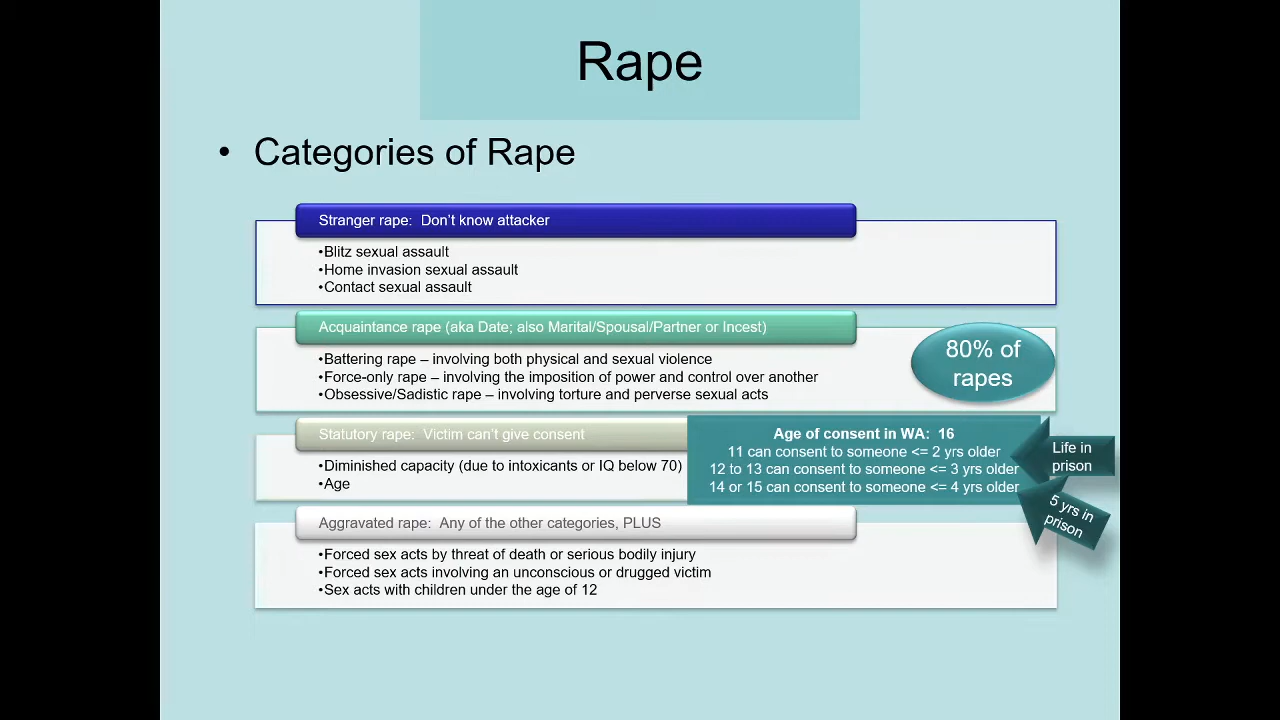 Rape
• Categories of Rape
Stranger rape:  Don't know attacker
•Blitz sexual assault
•Home invasion sexual assault
•Contact sexual assault
Acquaintance rape (aka Date; also Marital/Spousal/Partner or Incest)
•Battering rape – involving both physical and sexual violence
•Force-only rape – involving the imposition of power and control over another
•Obsessive/Sadistic rape – involving torture and perverse sexual acts
80% of
rapes
Statutory rape:  Victim can't give consent
•Diminished capacity (due to intoxicants or IQ below 70)
•Age
Age of consent in WA:  16
11 can consent to someone <= 2 yrs older
12 to 13 can consent to someone <= 3 yrs older
14 or 15 can consent to someone <= 4 yrs older
Life in
prison
5 yrs in
prison
Aggravated rape:  Any of the other categories, PLUS
•Forced sex acts by threat of death or serious bodily injury
•Forced sex acts involving an unconscious or drugged victim
•Sex acts with children under the age of 12